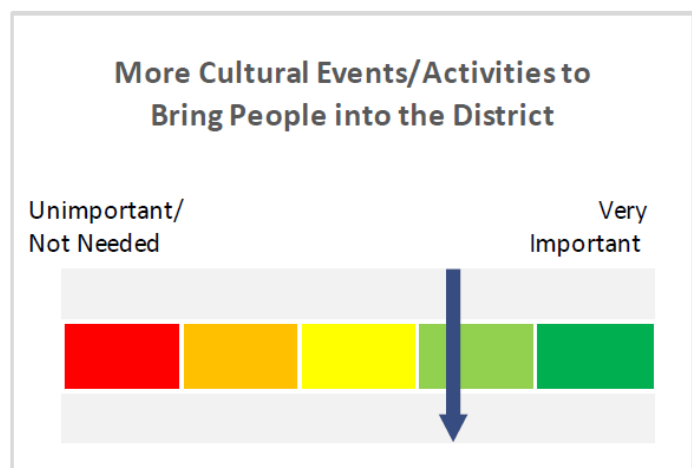 More Cultural Events/Activities to
Bring People into the District
Unimportant/
Not Needed
Very
Important